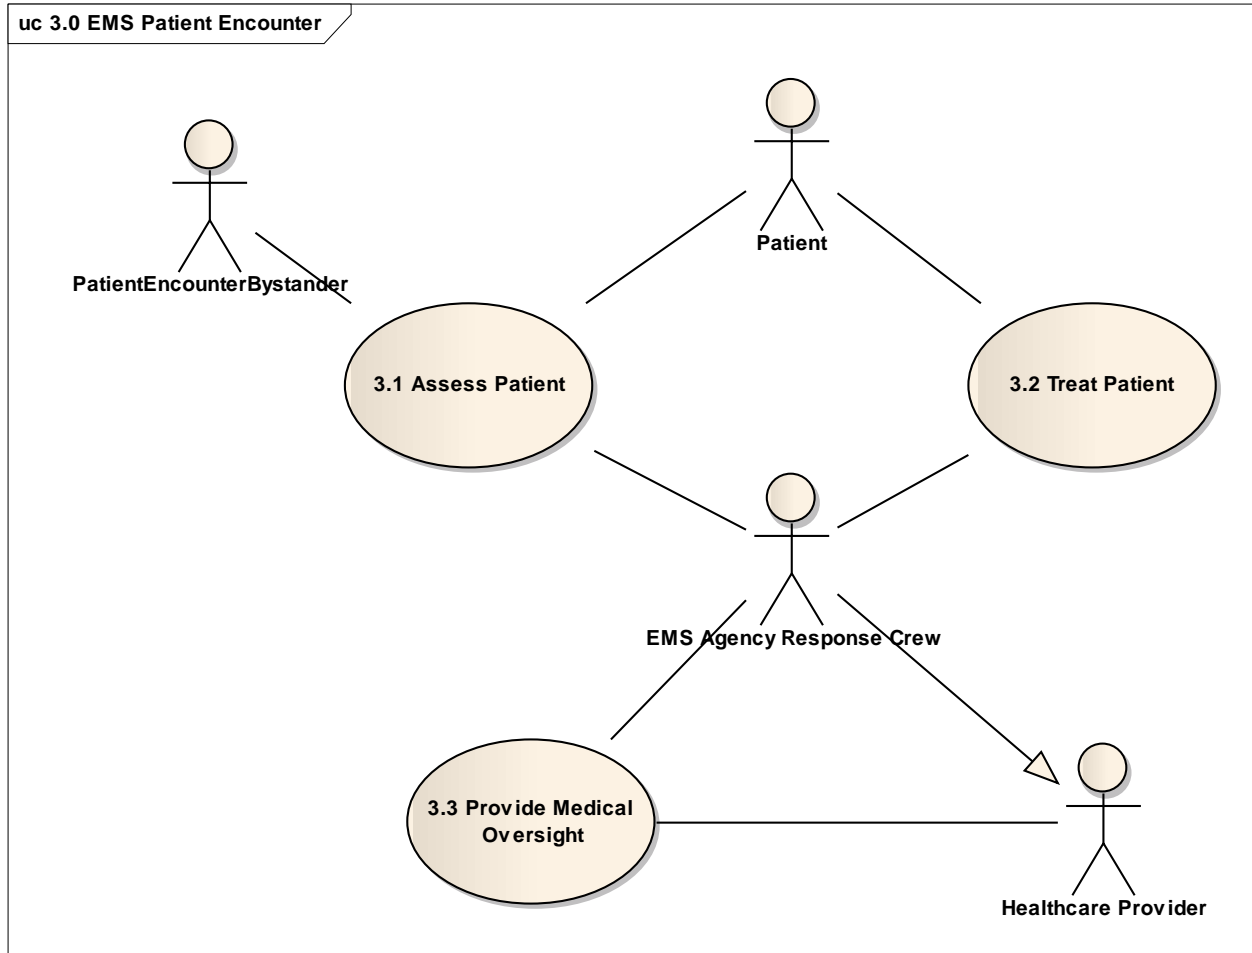 uc 3.0 EMS Patient Encounter
Patient
PatientEncounterBystander
3.1 Assess Patient
3.2 Treat Patient
EMS Agency Response Crew
3.3 Provide Medical
Oversight
Healthcare Provider